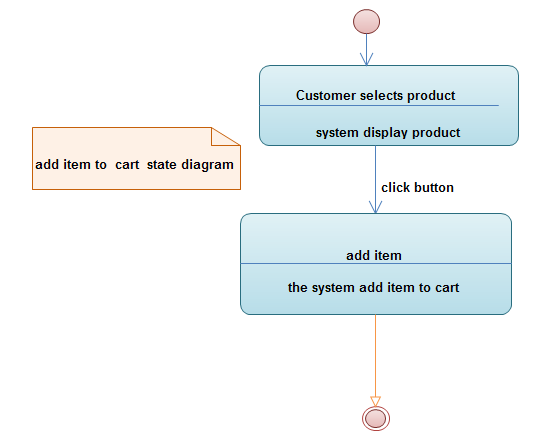 Customer selects product
system display product
add item to cart state diagram
click button
add item
the system add item to cart